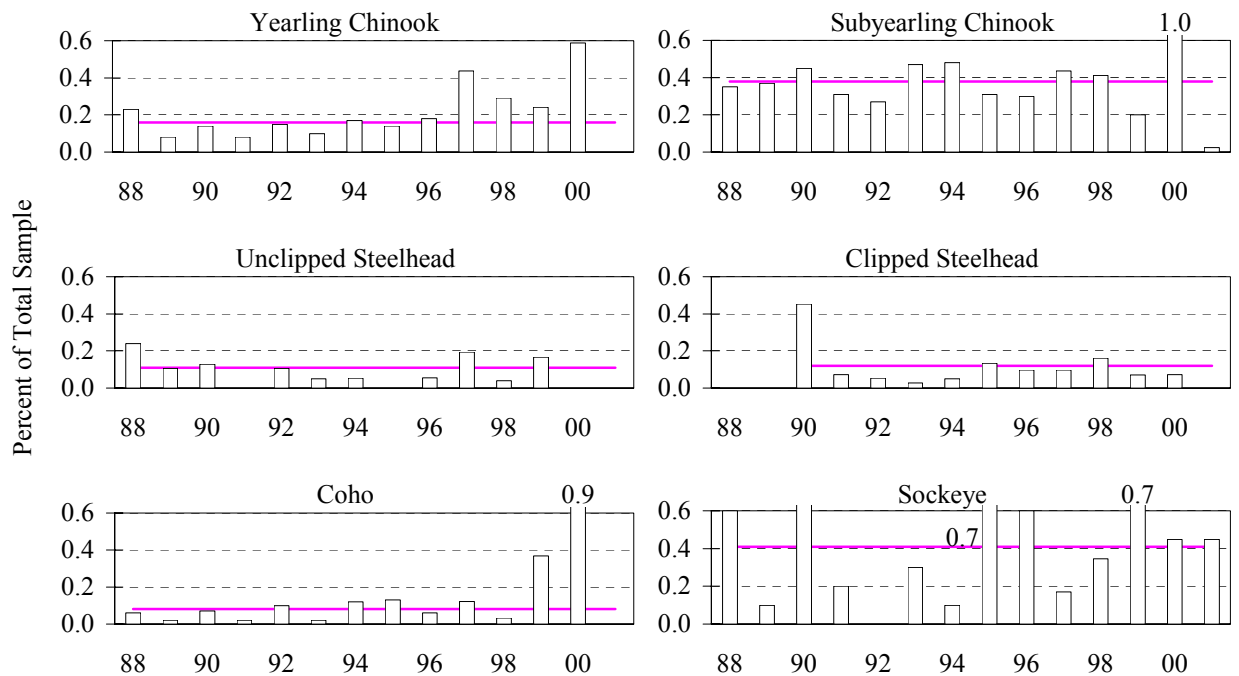 Percent of Total Sample
Yearling Chinook
0.6
0.4
0.2
0.0
88 90 92 94 96 98 00
Subyearling Chinook
1.0
0.6
0.4
0.2
0.0
88 90 92 94 96 98 00
Unclipped Steelhead
0.6
0.4
0.2
0.0
88 90 92 94 96 98 00
Clipped Steelhead
0.6
0.4
0.2
0.0
88 90 92 94 96 98 00
Coho
0.9
0.6
0.4
0.2
0.0
88 90 92 94 96 98 00
Sockeye
0.7
0.7
0.6
0.4
0.2
0.0
88 90 92 94 96 98 00